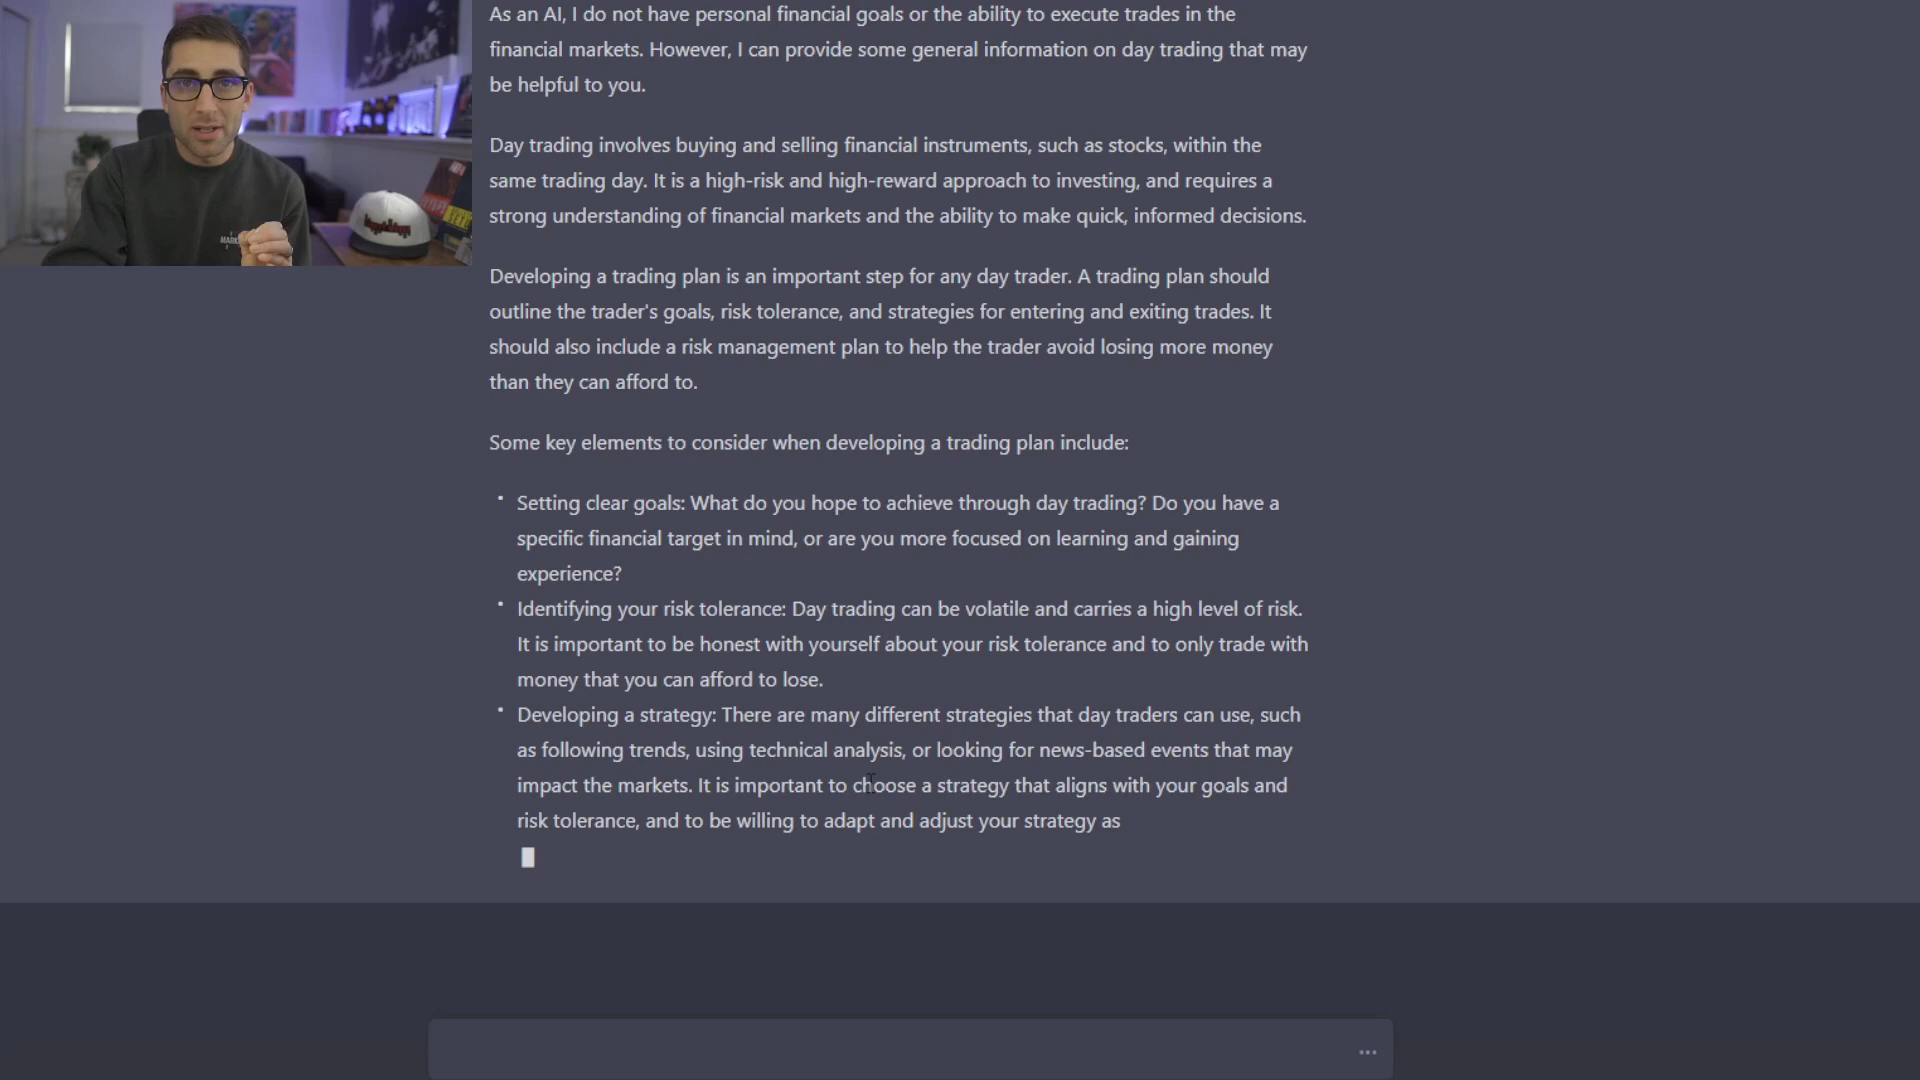 As an AI, I do not have personal financial goals or the ability to execute trades in the
financial markets. However, I can provide some general information on day trading that may
be helpful to you.
Day trading involves buying and selling financial instruments, such as stocks, within the
same trading day. It is a high-risk and high-reward approach to investing, and requires a
strong understanding of financial markets and the ability to make quick, informed decisions.
Developing a trading plan is an important step for any day trader. A trading plan should
outline the trader's goals, risk tolerance, and strategies for entering and exiting trades. It
should also include a risk management plan to help the trader avoid losing more money
than they can afford to.
Some key elements to consider when developing a trading plan include:
• Setting clear goals: What do you hope to achieve through day trading? Do you have a
specific financial target in mind, or are you more focused on learning and gaining
experience?
• Identifying your risk tolerance: Day trading can be volatile and carries a high level of risk.
It is important to be honest with yourself about your risk tolerance and to only trade with
money that you can afford to lose.
• Developing a strategy: There are many different strategies that day traders can use, such
as following trends, using technical analysis, or looking for news-based events that may
impact the markets. It is important to choose a strategy that aligns with your goals and
risk tolerance, and to be willing to adapt and adjust your strategy as